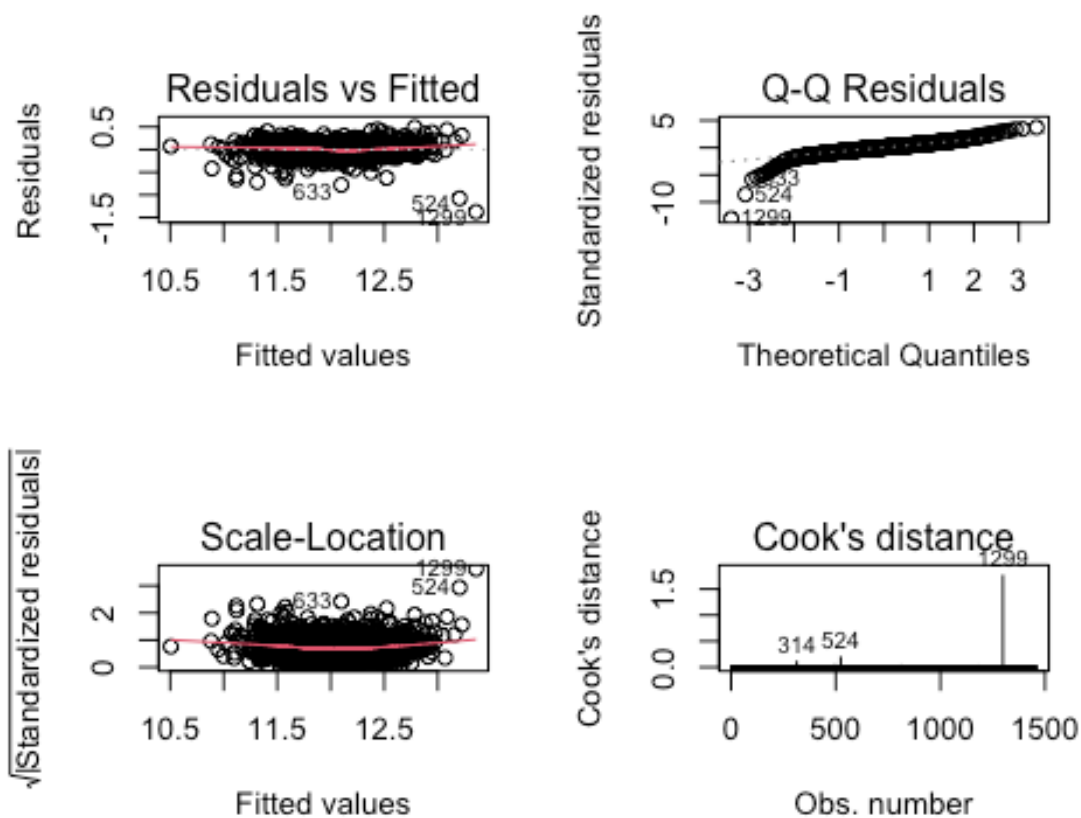 Residuals vs Fitted
Residuals
0.5
-1.5
633
524
1299
10.5 11.5 12.5
Fitted values
Q-Q Residuals
Standardized residuals
5
-10
633
524
1299
-3 -1 1 2 3
Theoretical Quantiles
Scale-Location
√|Standardized residuals|
2
0
1299
524
633
10.5 11.5 12.5
Fitted values
Cook's distance
Cook's distance
1.5
0.0
1299
314 524
0 500 1000 1500
Obs. number